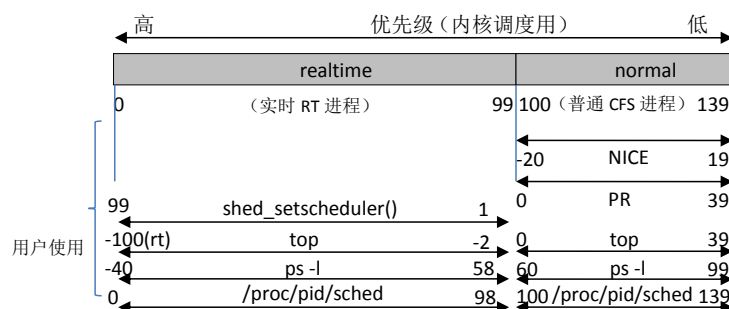 高 优先级（内核调度用） 低
realtime normal
0 （实时 RT 进程） 99 100 （普通 CFS 进程） 139
-20 NICE 19
0 PR 39
99 shed_setscheduler() 1
用户使用
-100(rt) top -2 0 top 39
-40 ps -l 58 60 ps -l 99
0 /proc/pid/sched 98 100 /proc/pid/sched 139